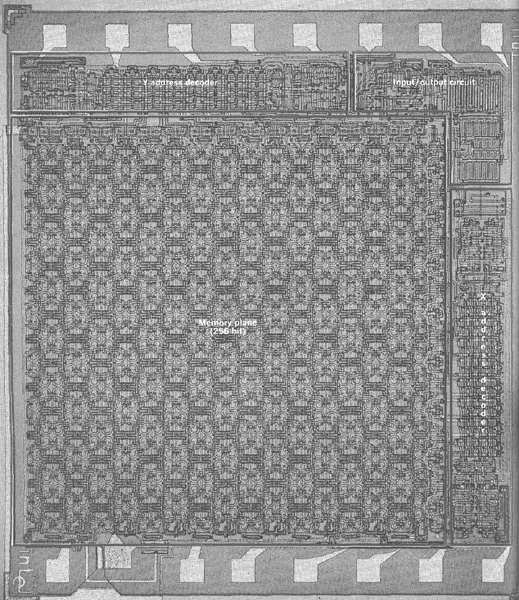 Y address decoder
Input/output circuit
Memory plane
(256 bit)
X address decoder